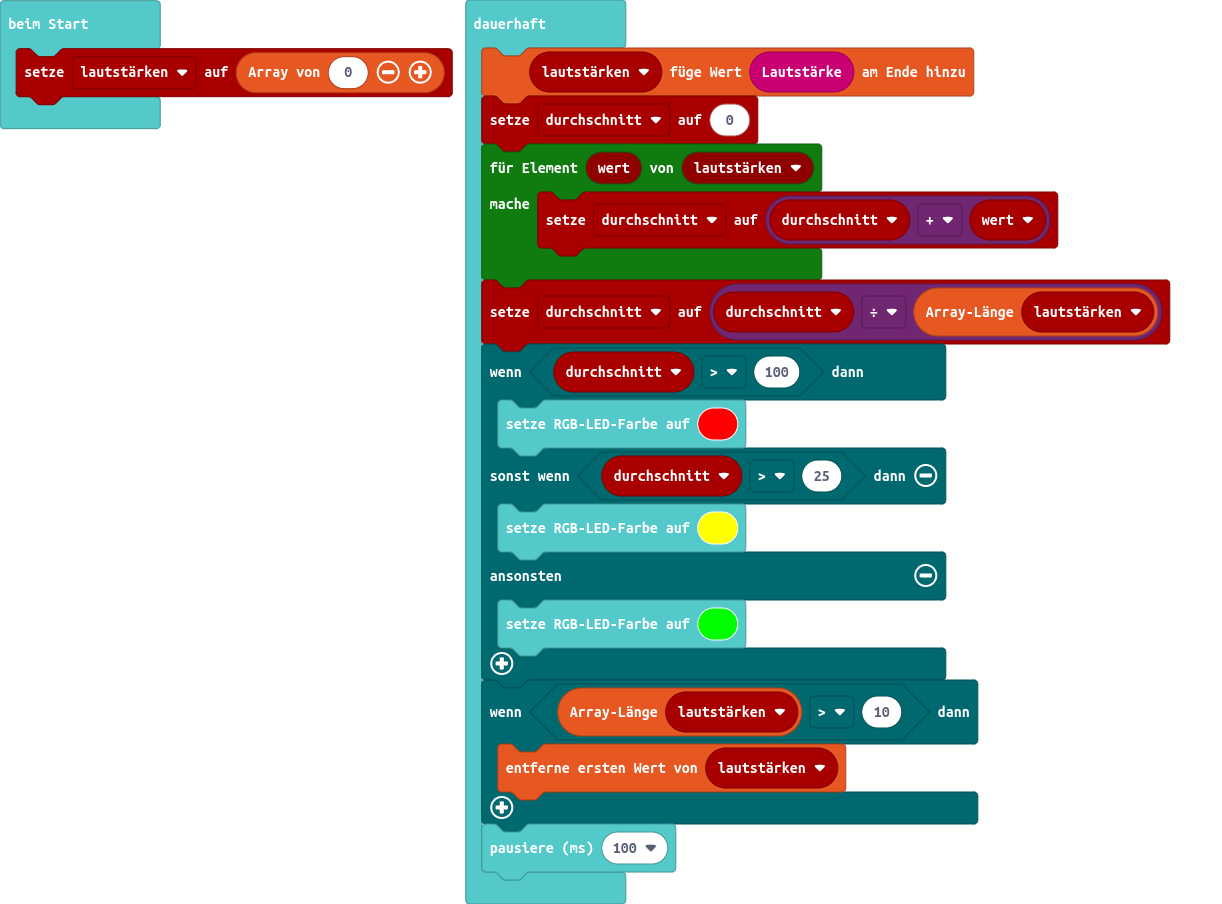 beim Start
setze lautstärken auf Array von 0
dauerhaft
lautstärken füge Wert Lautstärke am Ende hinzu
setze durchschnitt auf 0
für Element wert von lautstärken
mache
setze durchschnitt auf durchschnitt + wert
setze durchschnitt auf durchschnitt ÷ Array-Länge lautstärken
wenn durchschnitt > 100 dann
setze RGB-LED-Farbe auf
sonst wenn durchschnitt > 25 dann
setze RGB-LED-Farbe auf
ansonsten
setze RGB-LED-Farbe auf
wenn Array-Länge lautstärken > 10 dann
entferne ersten Wert von lautstärken
pausiere (ms) 100